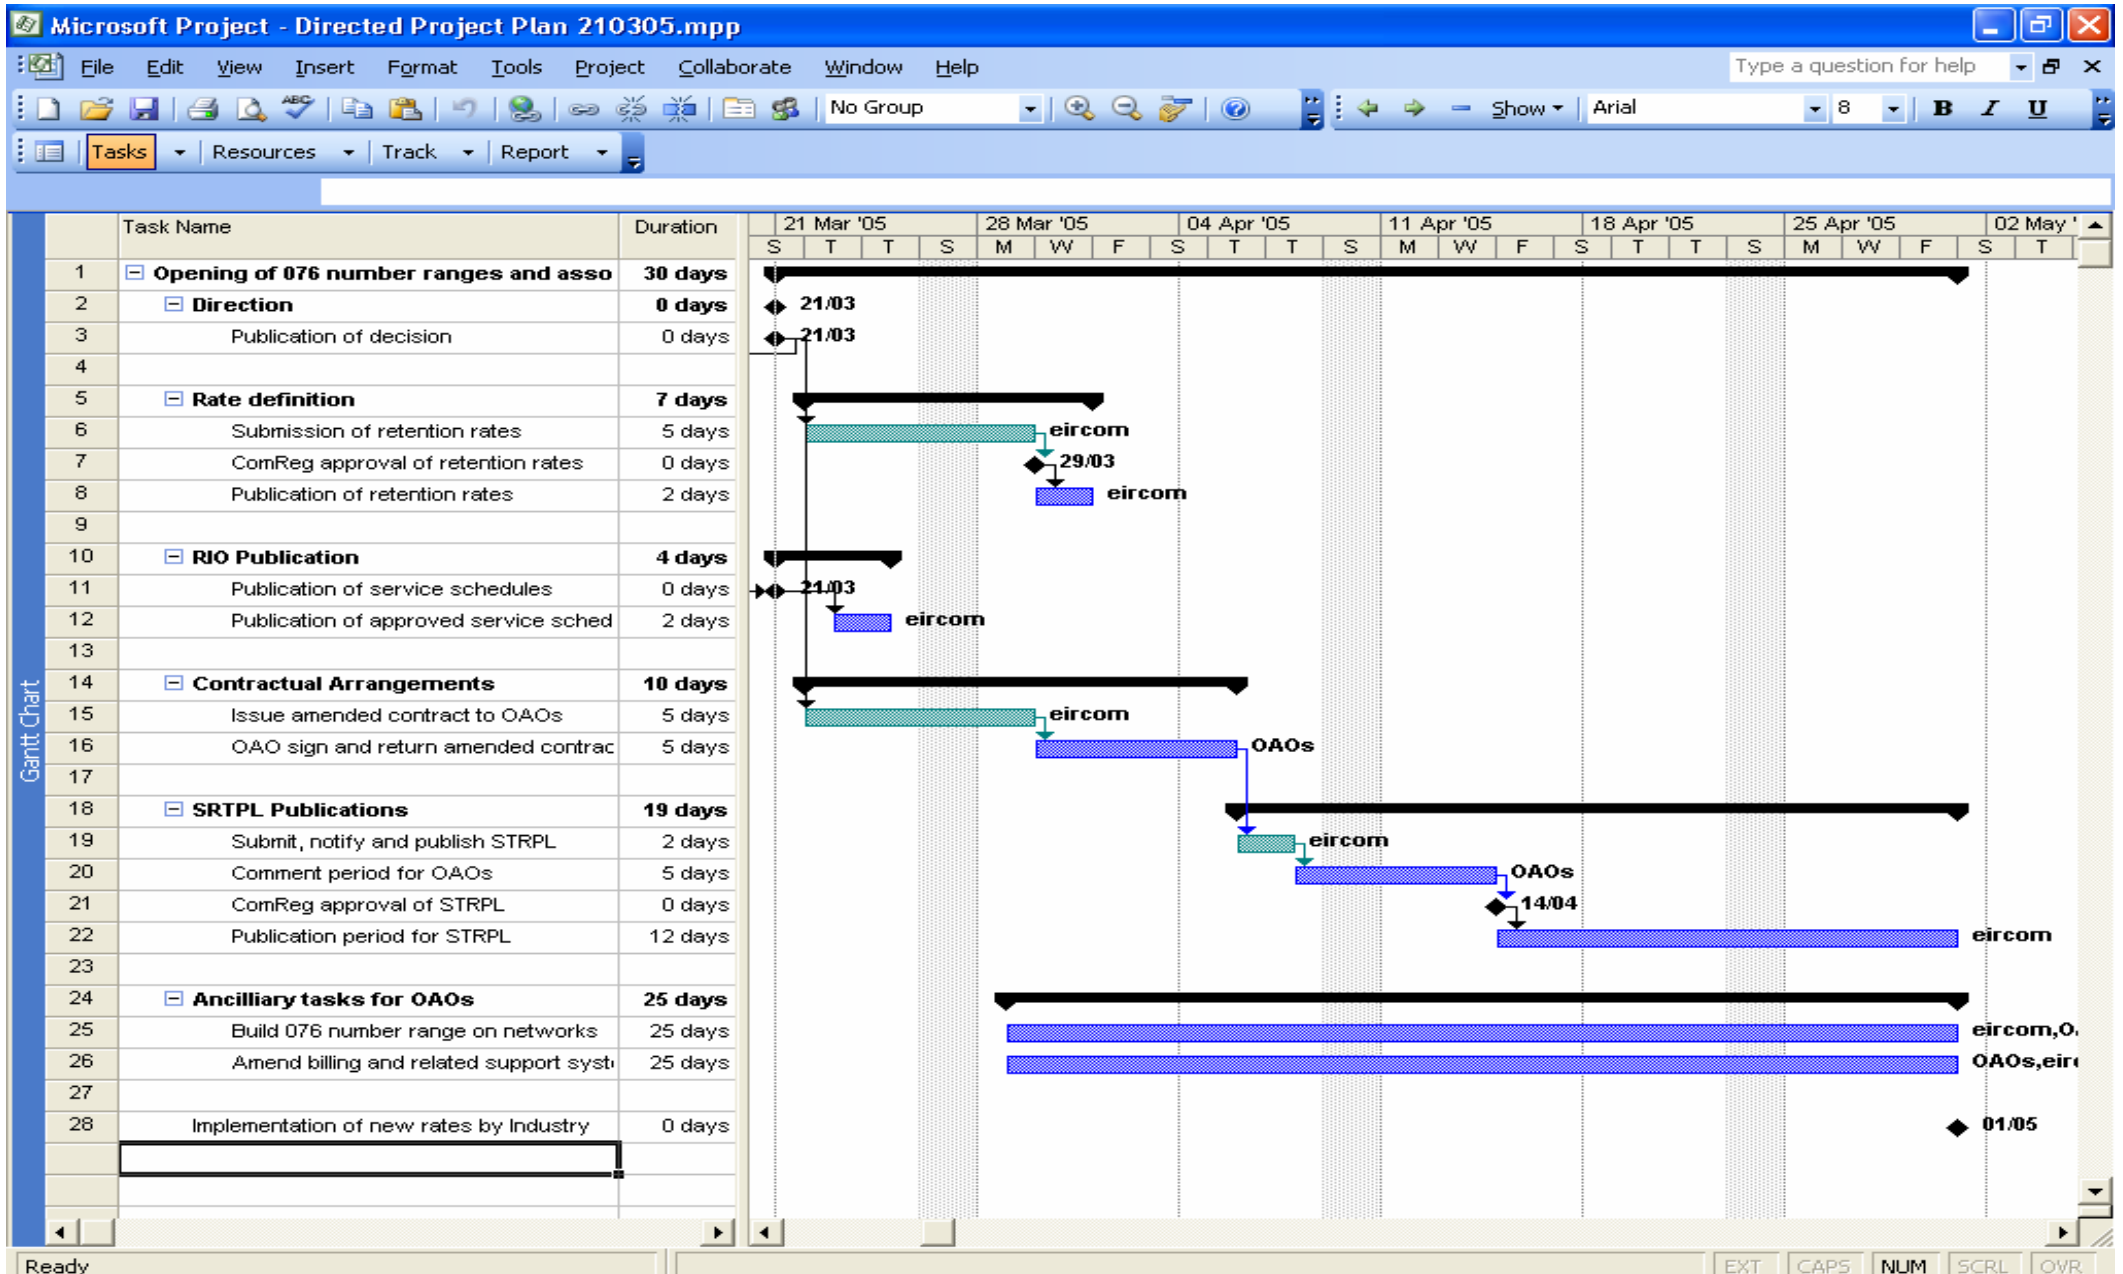 Microsoft Project - Directed Project Plan 210305.mpp
File Edit View Insert Format Tools Project Collaborate Window Help Type a question for help
ABC No Group Show Arial 8 B I U
Tasks Resources Track Report
Task Name Duration 21 Mar '05 28 Mar '05 04 Apr '05 11 Apr '05 18 Apr '05 25 Apr '05 02 May '
S T T S M W F S T T S M W F S T T S M W F S T
1 Opening of 076 number ranges and asso 30 days
2 Direction 0 days 21/03
3 Publication of decision 0 days 21/03
4
5 Rate definition 7 days
6 Submission of retention rates 5 days eircom
7 ComReg approval of retention rates 0 days 29/03
8 Publication of retention rates 2 days eircom
9
10 RIO Publication 4 days
11 Publication of service schedules 0 days 21/03
12 Publication of approved service sched 2 days eircom
13
14 Contractual Arrangements 10 days
15 Issue amended contract to OAOs 5 days eircom
16 OAO sign and return amended contrac 5 days OAOs
17
18 SRTPL Publications 19 days
19 Submit, notify and publish STRPL 2 days eircom
20 Comment period for OAOs 5 days OAOs
21 ComReg approval of STRPL 0 days 14/04
22 Publication period for STRPL 12 days eircom
23
24 Ancilliary tasks for OAOs 25 days
25 Build 076 number range on networks 25 days eircom,O
26 Amend billing and related support syst 25 days OAOs,eir
27
28 Implementation of new rates by Industry 0 days 01/05
Gantt Chart
Ready EXT CAPS NUM SCRL OVR